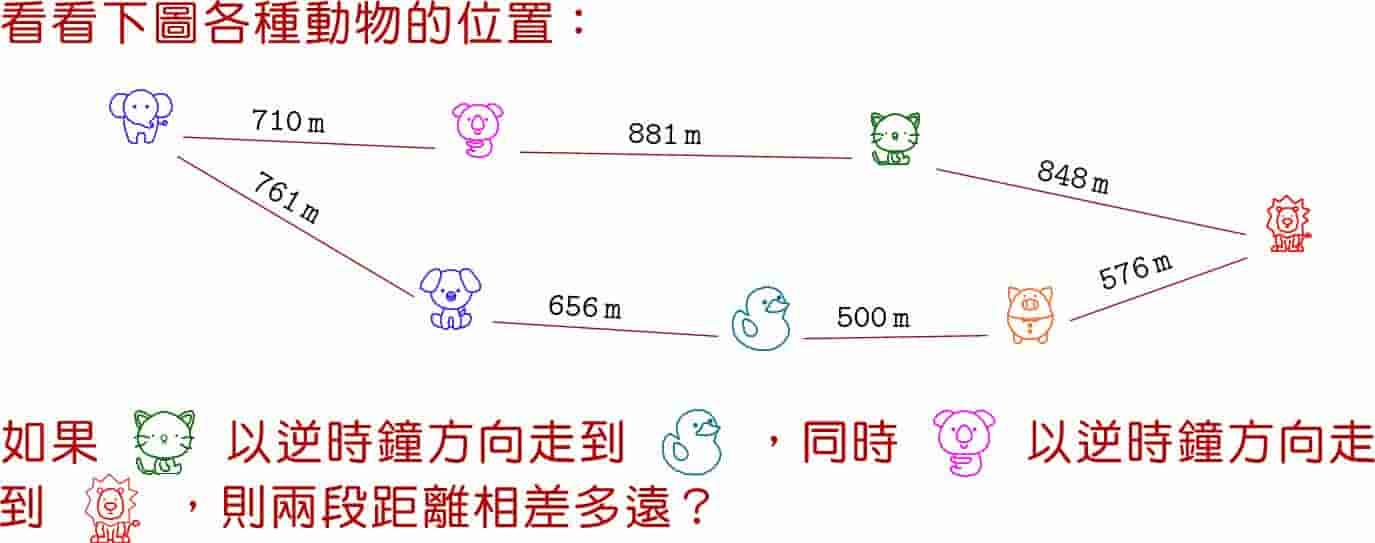 看看下圖各種動物的位置：
710 m
881 m
848 m
761 m
656 m
500 m
576 m
如果 以逆時鐘方向走到 ，同時 以逆時鐘方向走
到 ，則兩段距離相差多遠？